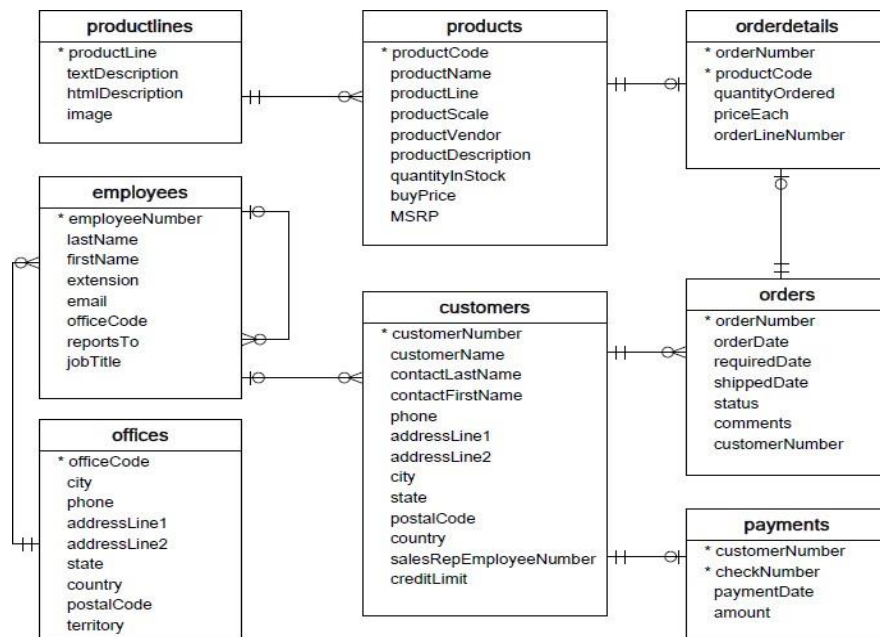 productlines
* productLine
textDescription
htmlDescription
image
products
* productCode
productName
productLine
productScale
productVendor
productDescription
quantityInStock
buyPrice
MSRP
orderdetails
* orderNumber
* productCode
quantityOrdered
priceEach
orderLineNumber
employees
* employeeNumber
lastName
firstName
extension
email
officeCode
reportsTo
jobTitle
customers
* customerNumber
customerName
contactLastName
contactFirstName
phone
addressLine1
addressLine2
city
state
postalCode
country
salesRepEmployeeNumber
creditLimit
orders
* orderNumber
orderDate
requiredDate
shippedDate
status
comments
customerNumber
offices
* officeCode
city
phone
addressLine1
addressLine2
state
country
postalCode
territory
payments
* customerNumber
* checkNumber
paymentDate
amount